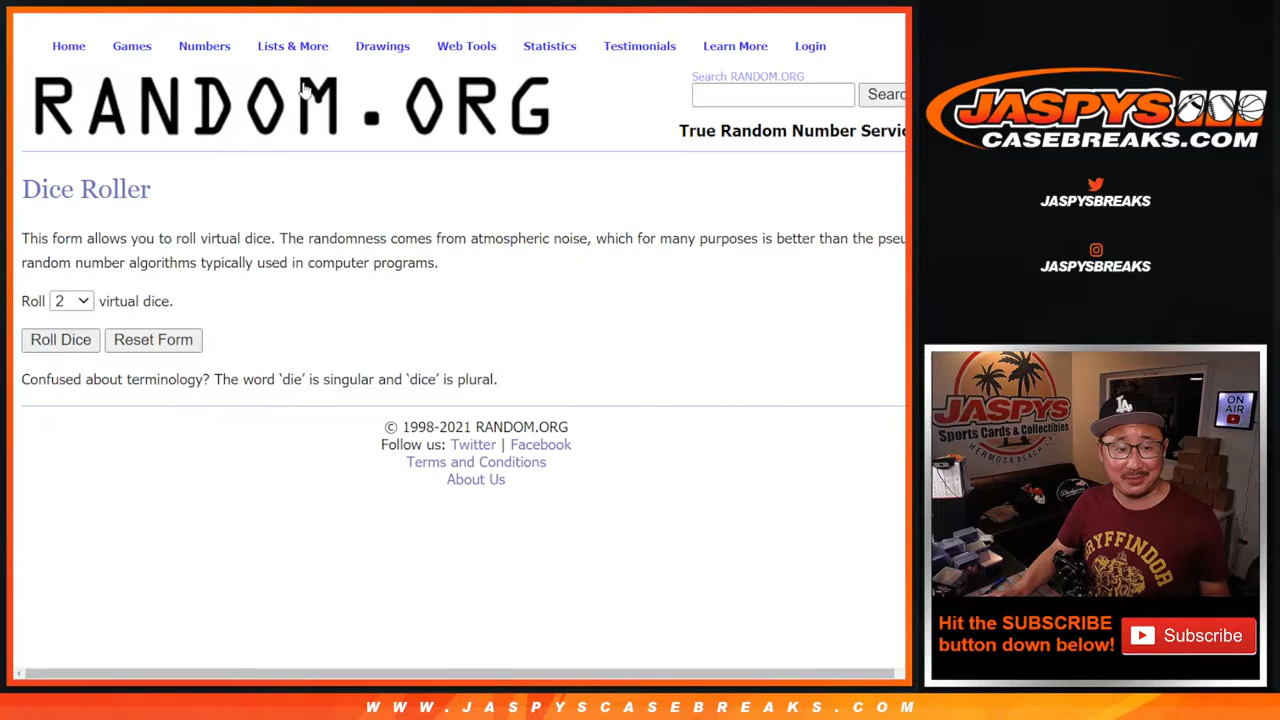 Home Games Numbers Lists & More Drawings Web Tools Statistics Testimonials Learn More Login
RANDOM.ORG
Search RANDOM.ORG
Searc
True Random Number Servic
Dice Roller
This form allows you to roll virtual dice. The randomness comes from atmospheric noise, which for many purposes is better than the pseu
random number algorithms typically used in computer programs.
Roll 2 virtual dice.
Roll Dice Reset Form
Confused about terminology? The word ‘die’ is singular and ‘dice’ is plural.
© 1998-2021 RANDOM.ORG
Follow us: Twitter | Facebook
Terms and Conditions
About Us
JASPYS
CASEBREAKS.COM
JASPYSBREAKS
JASPYSBREAKS
JASPYS
Sports Cards & Collectibles
HERMOSA BEACH CA
ON
AIR
LA
Dodgers
GRYFFINDOR
Hit the SUBSCRIBE
button down below!
Subscribe
WWW.JASPYSCASEBREAKS.COM